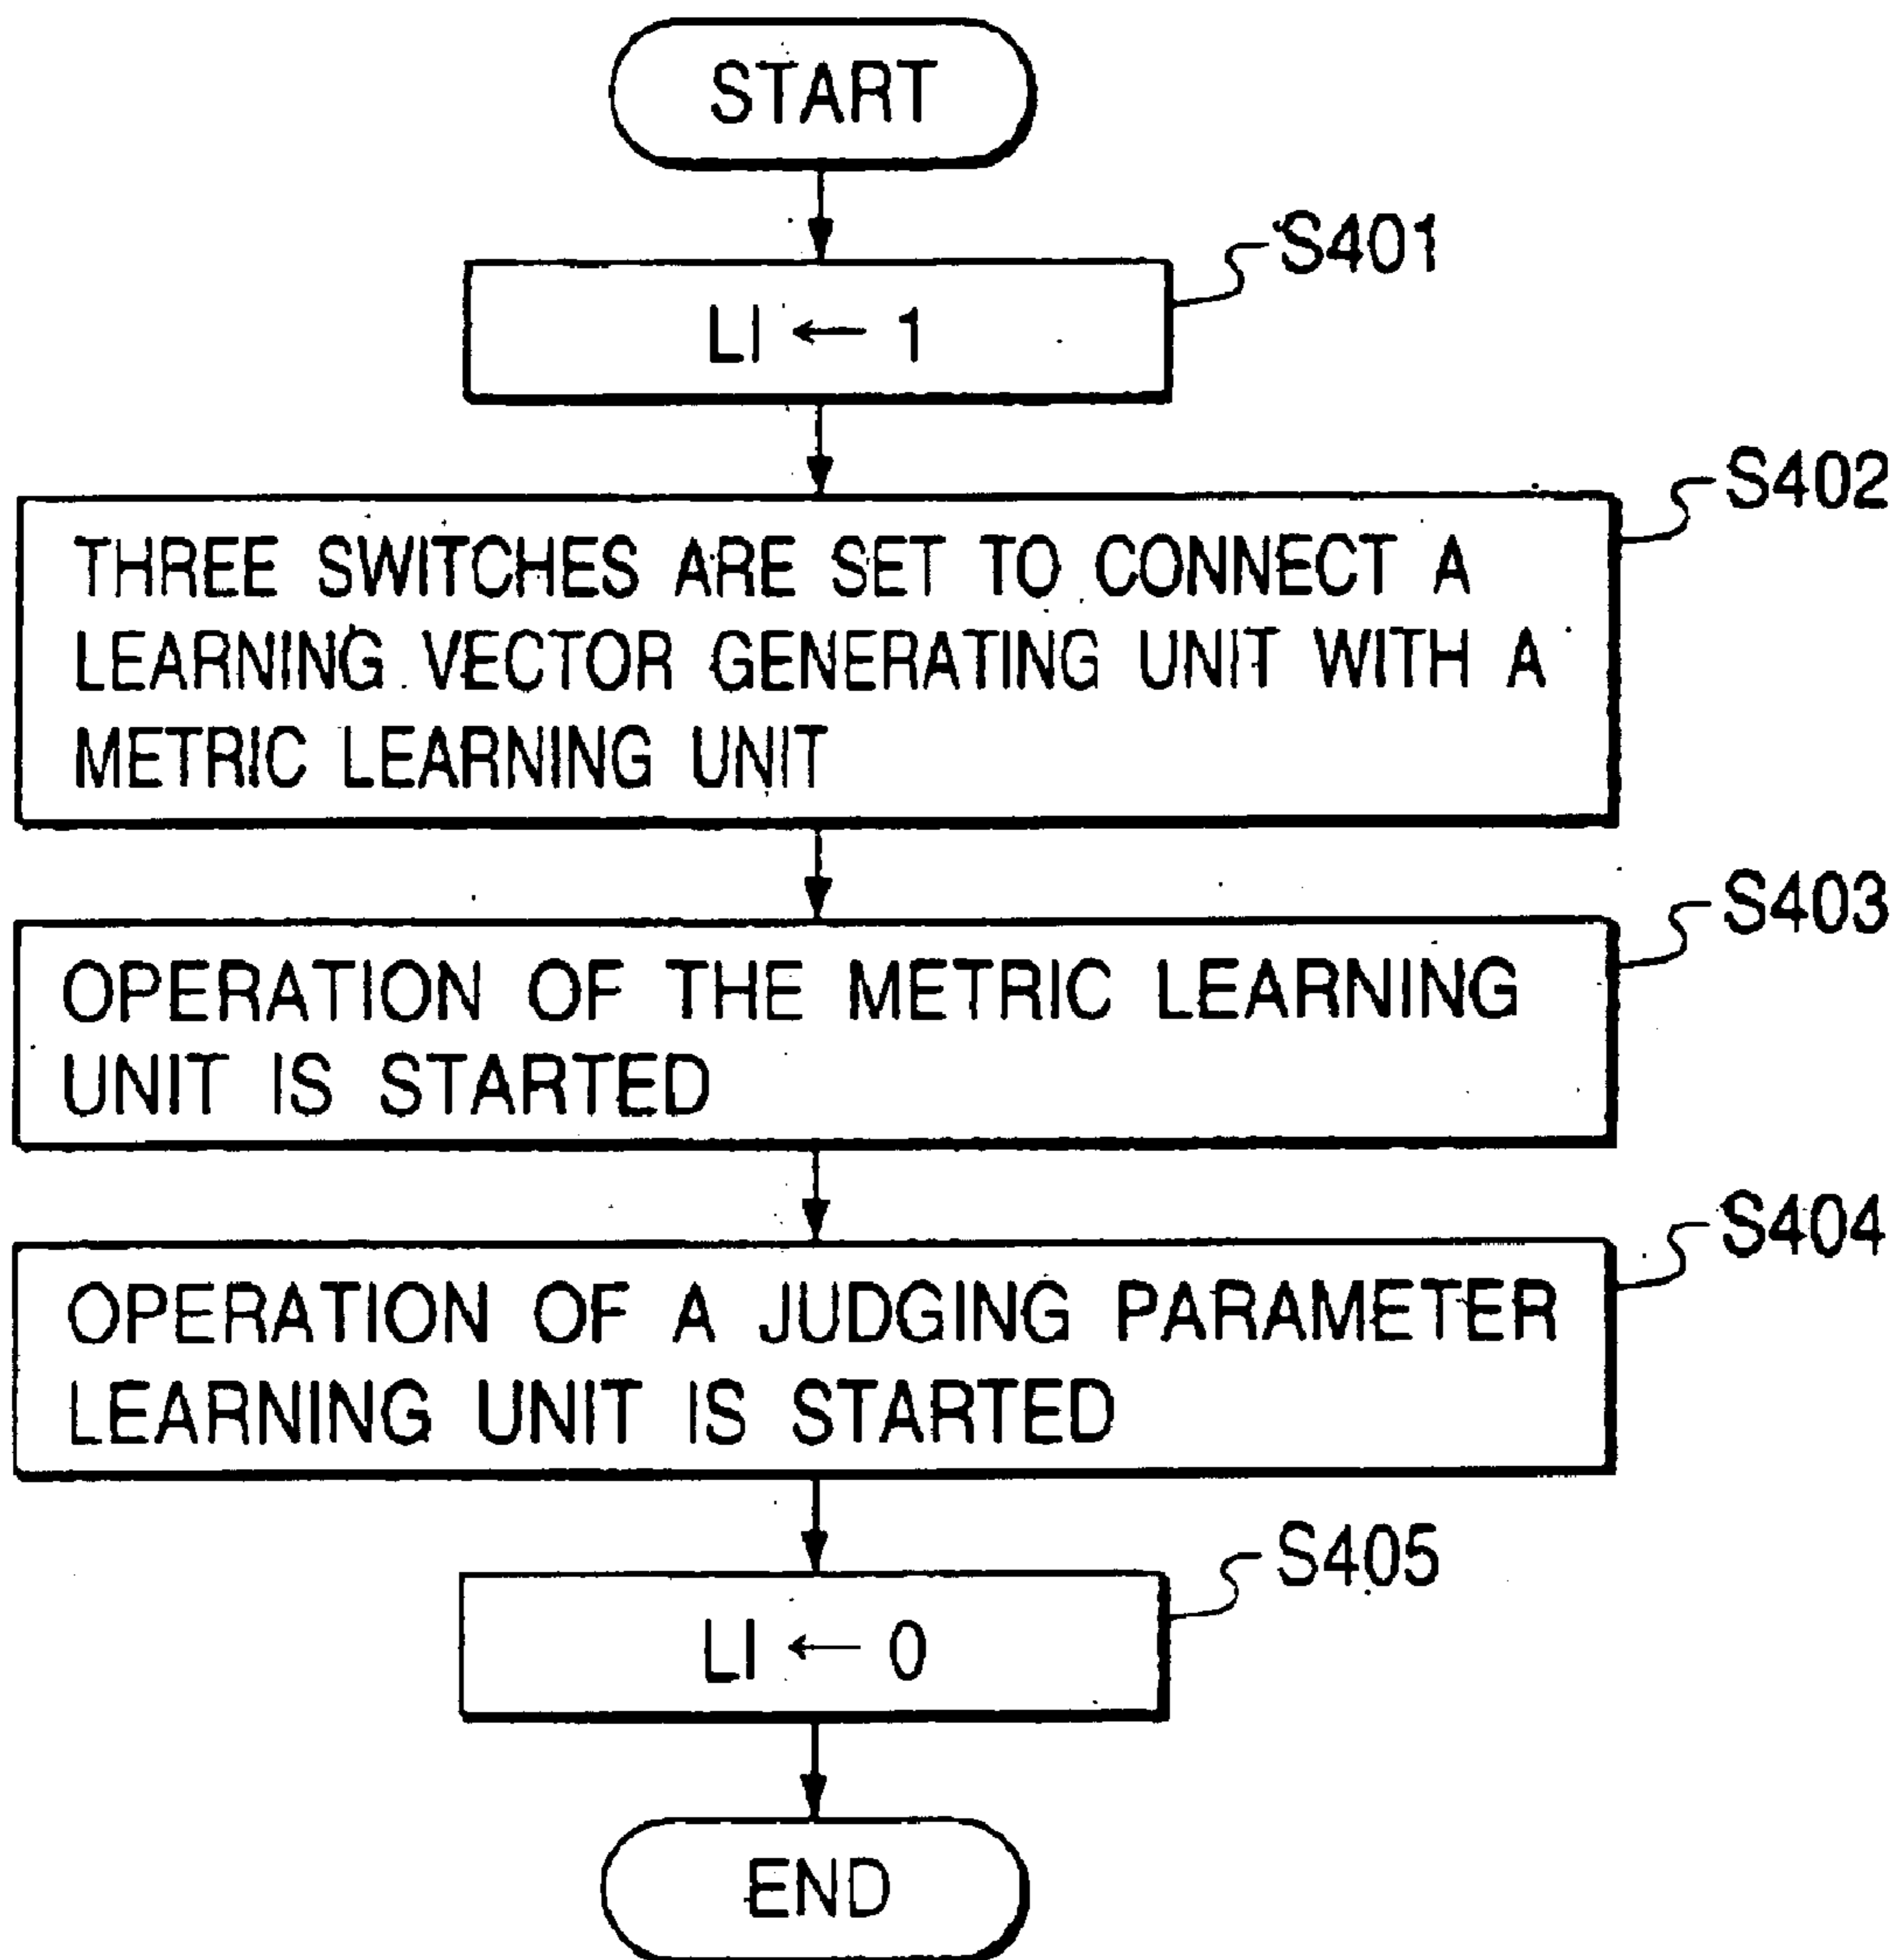 START
S401
LI ← 1
S402
THREE SWITCHES ARE SET TO CONNECT A
LEARNING VECTOR GENERATING UNIT WITH A
METRIC LEARNING UNIT
S403
OPERATION OF THE METRIC LEARNING
UNIT IS STARTED
S404
OPERATION OF A JUDGING PARAMETER
LEARNING UNIT IS STARTED
S405
LI ← 0
END